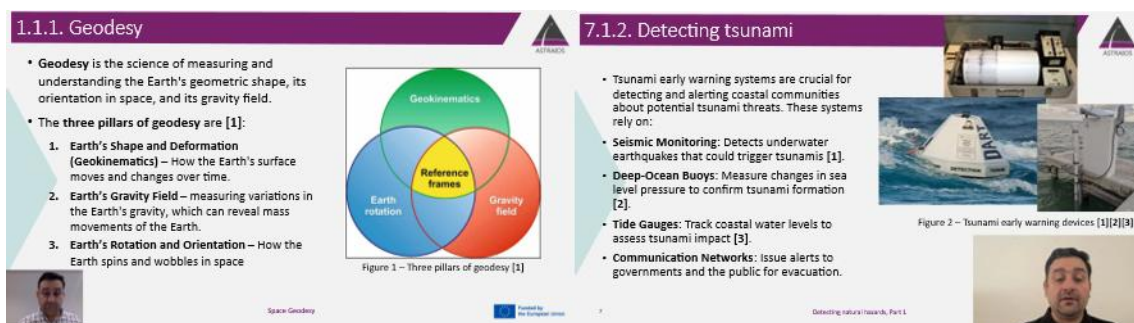 1.1.1. Geodesy
ASTRAIOS
• Geodesy is the science of measuring and
understanding the Earth's geometric shape, its
orientation in space, and its gravity field.
• The three pillars of geodesy are [1]:
1. Earth's Shape and Deformation
(Geokinematics) – How the Earth's surface
moves and changes over time.
2. Earth's Gravity Field – measuring variations in
the Earth's gravity, which can reveal mass
movements of the Earth.
3. Earth's Rotation and Orientation – How the
Earth spins and wobbles in space
Geokinematics
Reference
frames
Earth
rotation
Gravity
field
Figure 1 – Three pillars of geodesy [1]
Space Geodesy
Funded by
the European Union
7.1.2. Detecting tsunami
ASTRAIOS
• Tsunami early warning systems are crucial for
detecting and alerting coastal communities
about potential tsunami threats. These systems
rely on:
• Seismic Monitoring: Detects underwater
earthquakes that could trigger tsunamis [1].
• Deep-Ocean Buoys: Measure changes in sea
level pressure to confirm tsunami formation
[2].
• Tide Gauges: Track coastal water levels to
assess tsunami impact [3].
• Communication Networks: Issue alerts to
governments and the public for evacuation.
DART
Figure 2 – Tsunami early warning devices [1][2][3]
7
Detecting natural hazards, Part 1